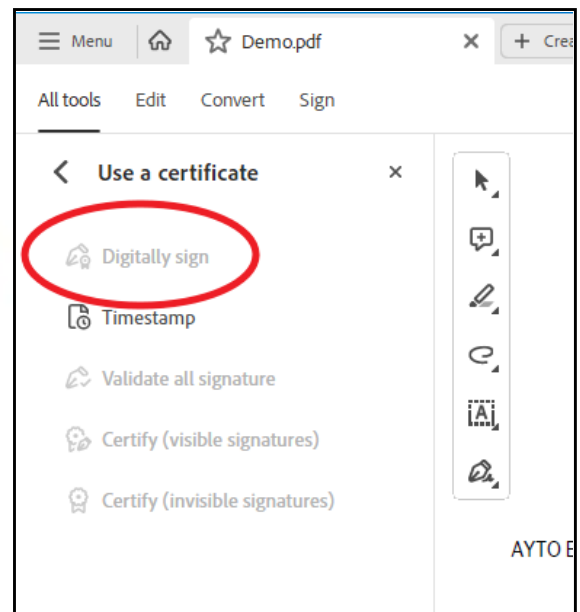 Menu Demo.pdf + Crea
All tools Edit Convert Sign
Use a certificate
Digitally sign
Timestamp
Validate all signature
Certify (visible signatures)
Certify (invisible signatures)
A
AYTO E